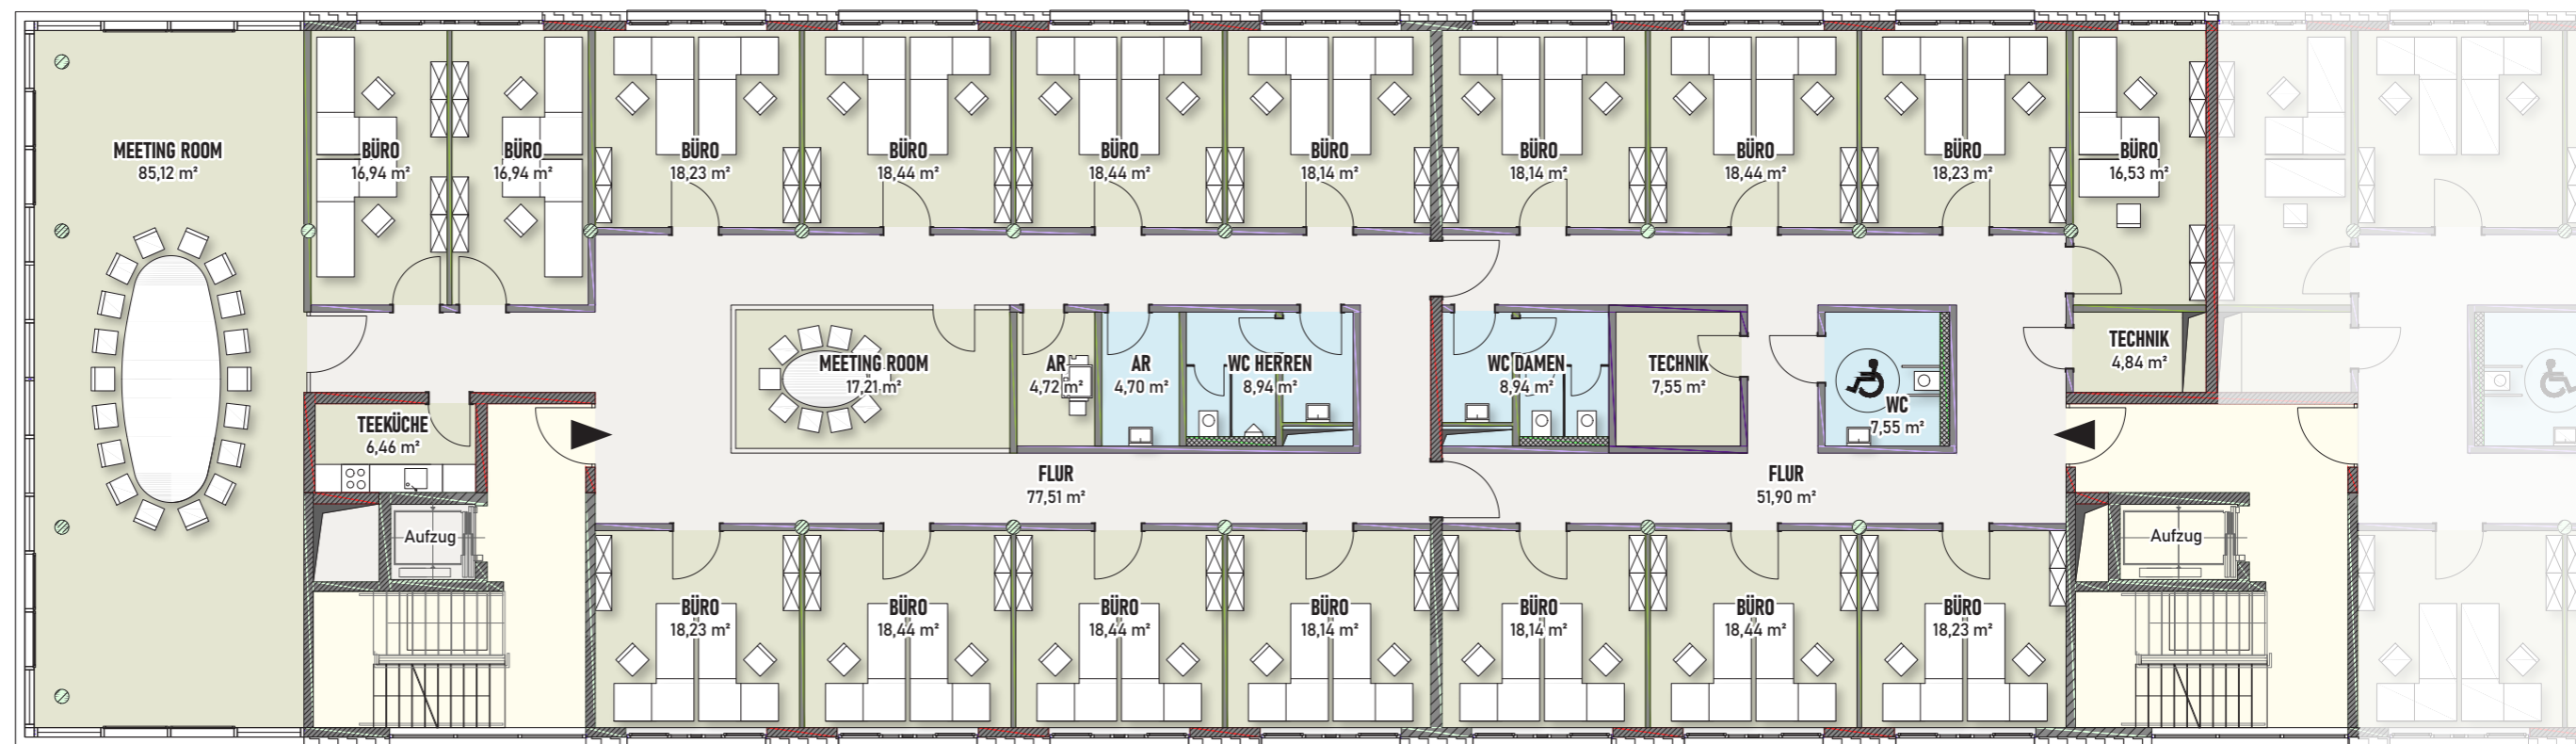 MEETING ROOM
85,12 m²
BÜRO
16,94 m²
BÜRO
16,94 m²
BÜRO
18,23 m²
BÜRO
18,44 m²
BÜRO
18,44 m²
BÜRO
18,14 m²
BÜRO
18,14 m²
BÜRO
18,44 m²
BÜRO
18,23 m²
BÜRO
16,53 m²
MEETING ROOM
17,21 m²
AR
4,72 m²
AR
4,70 m²
WC HERREN
8,94 m²
WC DAMEN
8,94 m²
TECHNIK
7,55 m²
WC
7,55 m²
TECHNIK
4,84 m²
TEEKÜCHE
6,46 m²
FLUR
77,51 m²
FLUR
51,90 m²
Aufzug
Aufzug
BÜRO
18,23 m²
BÜRO
18,44 m²
BÜRO
18,44 m²
BÜRO
18,14 m²
BÜRO
18,14 m²
BÜRO
18,44 m²
BÜRO
18,23 m²